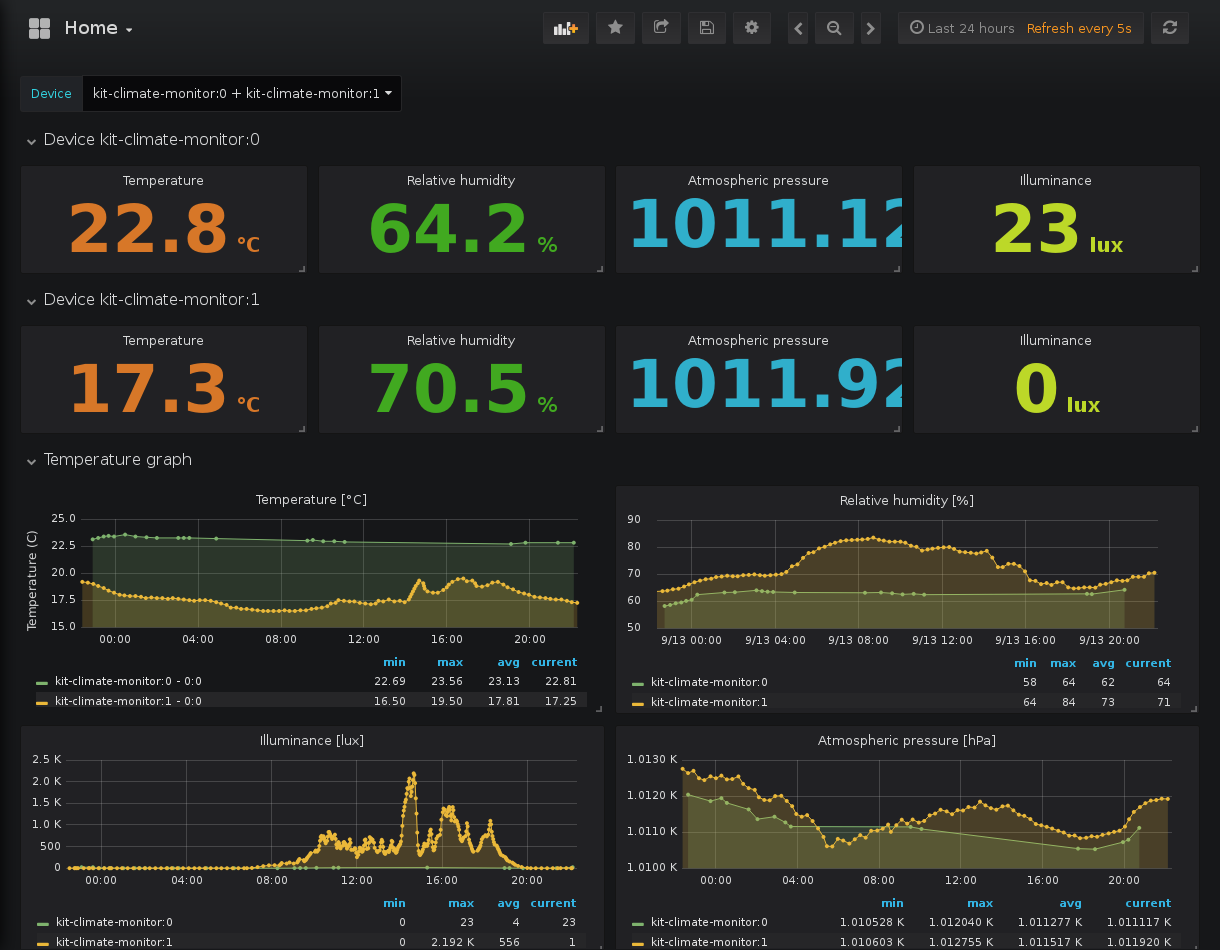 Home
Last 24 hours Refresh every 5s
Device kit-climate-monitor:0 + kit-climate-monitor:1
Device kit-climate-monitor:0
Temperature Relative humidity Atmospheric pressure Illuminance
22.8 °C 64.2 % 1011.12 23 lux
Device kit-climate-monitor:1
Temperature Relative humidity Atmospheric pressure Illuminance
17.3 °C 70.5 % 1011.92 0 lux
Temperature graph
Temperature [°C]
Temperature (C)
25.0
22.5
20.0
17.5
15.0
00:00 04:00 08:00 12:00 16:00 20:00
min max avg current
kit-climate-monitor:0 - 0:0 22.69 23.56 23.13 22.81
kit-climate-monitor:1 - 0:0 16.50 19.50 17.81 17.25
Relative humidity [%]
90
80
70
60
50
9/13 00:00 9/13 04:00 9/13 08:00 9/13 12:00 9/13 16:00 9/13 20:00
min max avg current
kit-climate-monitor:0 58 64 62 64
kit-climate-monitor:1 64 84 73 71
Illuminance [lux]
2.5 K
2.0 K
1.5 K
1.0 K
500
0
00:00 04:00 08:00 12:00 16:00 20:00
min max avg current
kit-climate-monitor:0 0 23 4 23
kit-climate-monitor:1 0 2.192 K 556 1
Atmospheric pressure [hPa]
1.0130 K
1.0120 K
1.0110 K
1.0100 K
00:00 04:00 08:00 12:00 16:00 20:00
min max avg current
kit-climate-monitor:0 1.010528 K 1.012040 K 1.011277 K 1.011117 K
kit-climate-monitor:1 1.010603 K 1.012755 K 1.011517 K 1.011920 K